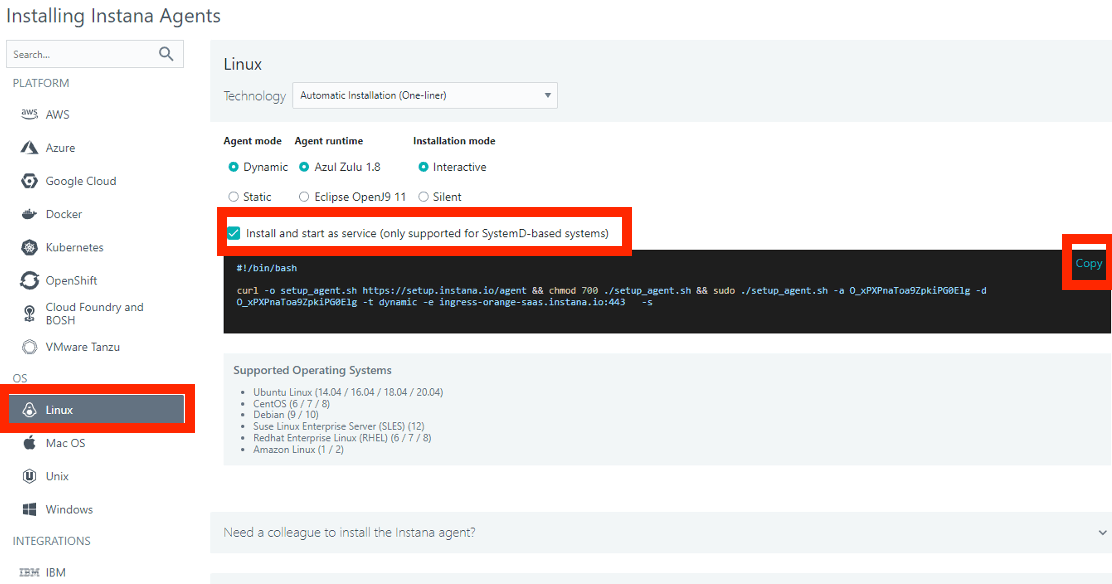 Installing Instana Agents
Search...
PLATFORM
aws AWS
Azure
Google Cloud
Docker
Kubernetes
OpenShift
Cloud Foundry and
BOSH
VMware Tanzu
OS
Linux
Mac OS
Unix
Windows
INTEGRATIONS
IBM IBM
Linux
Technology Automatic Installation (One-liner)
Agent mode Agent runtime Installation mode
Dynamic Azul Zulu 1.8 Interactive
Static Eclipse OpenJ9 11 Silent
Install and start as service (only supported for SystemD-based systems)
Copy
#!/bin/bash
curl -o setup_agent.sh https://setup.instana.io/agent && chmod 700 ./setup_agent.sh && sudo ./setup_agent.sh -a O_xPXPnaToa9ZpkiPG0Elg -d
O_xPXPnaToa9ZpkiPG0Elg -t dynamic -e ingress-orange-saas.instana.io:443 -s
Supported Operating Systems
• Ubuntu Linux (14.04 / 16.04 / 18.04 / 20.04)
• CentOS (6 / 7 / 8)
• Debian (9 / 10)
• Suse Linux Enterprise Server (SLES) (12)
• Redhat Enterprise Linux (RHEL) (6 / 7 / 8)
• Amazon Linux (1 / 2)
Need a colleague to install the Instana agent?